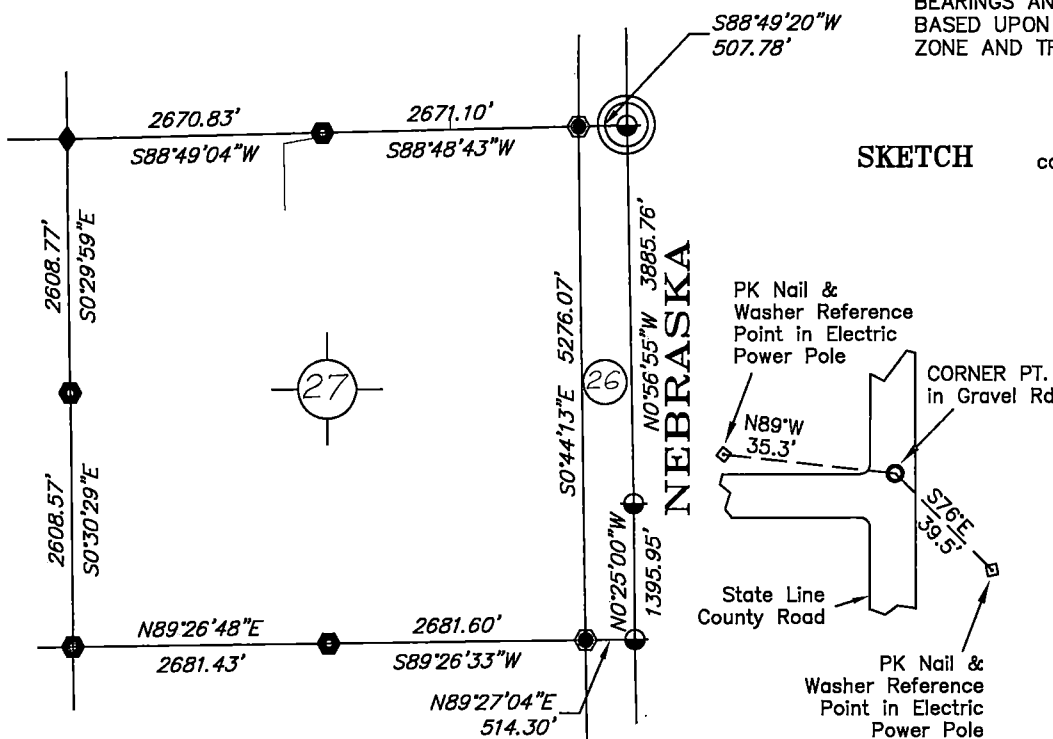 BEARINGS AN
BASED UPON
ZONE AND TR
S88°49'20"W
507.78'
2670.83'
S88°49'04"W
2671.10'
S88°48'43"W
SKETCH
co
2608.77'
S0°29'59"E
27
S0°44'13"E 5276.07'
26
N0°56'55"W 3885.76'
NEBRASKA
PK Nail &
Washer Reference
Point in Electric
Power Pole
CORNER PT.
in Gravel Rd
N89°W
35.3'
S76°E
39.5'
2608.57'
S0°30'29"E
N0°25'00"W
1395.95'
State Line
County Road
N89°26'48"E
2681.43'
2681.60'
S89°26'33"W
N89°27'04"E
514.30'
PK Nail &
Washer Reference
Point in Electric
Power Pole